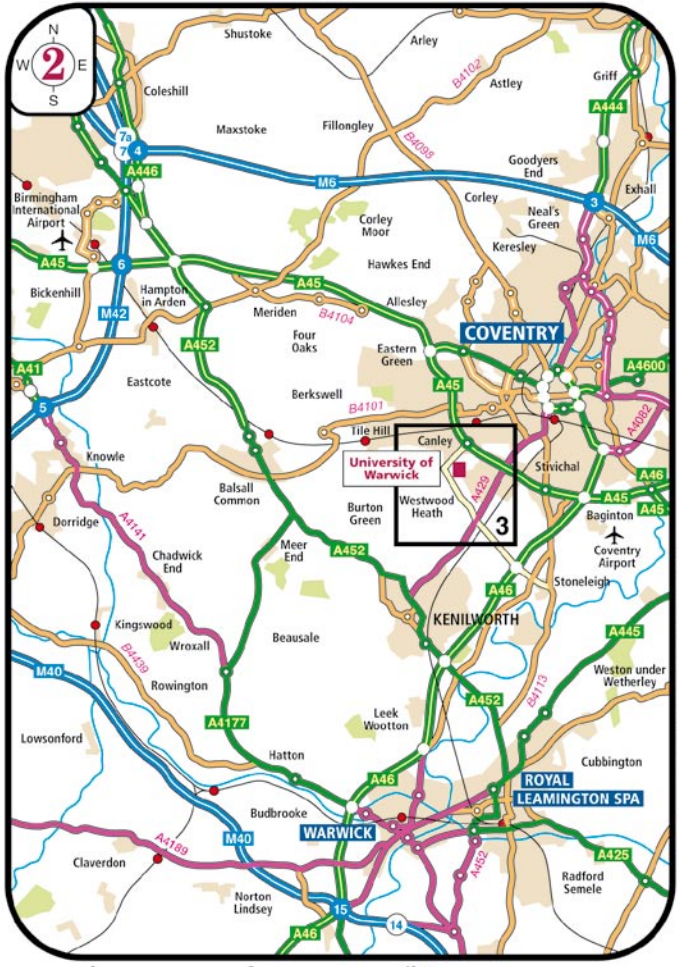 N
W 2 E
S
Shustoke
Arley
Griff
Coleshill
B4102
Astley
A444
7a
7
4
Maxstoke
Fillongley
B4098
A446
Goodyers
End
M6
Exhall
Birmingham
International
Airport
Corley
3
Neal's
Green
Corley
Moor
Keresley
M6
A45
6
Hawkes End
Bickenhill
Hampton
in Arden
A45
Allesley
M42
Meriden
B4104
COVENTRY
A452
Four
Oaks
Eastern
Green
A41
A4600
Eastcote
A45
Berkswell
5
B4101
A4082
Tile Hill
Canley
Knowle
University of
Warwick
Stivichal
A46
Balsall
Common
A429
A45
A45
Burton
Green
Westwood
Heath
Baginton
Dorridge
A4141
3
Coventry
Airport
Meer
End
A452
Chadwick
End
Stoneleigh
A46
Kingswood
KENILWORTH
Beausale
A445
Wroxall
B4439
M40
Weston under
Wetherley
Rowington
B4113
A452
Leek
Wootton
A4177
Lowsonford
Hatton
Cubbington
A46
ROYAL
LEAMINGTON SPA
Budbrooke
WARWICK
M40
A4189
Claverdon
A452
A425
Radford
Semele
Norton
Lindsey
15
14
A46